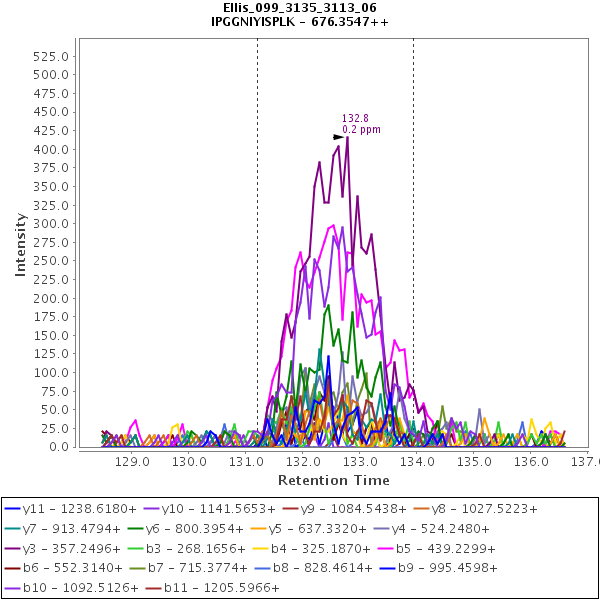 Ellis_099_3135_3113_06
IPGGNIYISPLK - 676.3547++
132.8
0.2 ppm
525.0
500.0
475.0
450.0
425.0
400.0
375.0
350.0
325.0
300.0
275.0
250.0
225.0
200.0
175.0
150.0
125.0
100.0
75.0
50.0
25.0
0.0
Intensity
129.0 130.0 131.0 132.0 133.0 134.0 135.0 136.0 137.
Retention Time
y11 - 1238.6180+ y10 - 1141.5653+ y9 - 1084.5438+ y8 - 1027.5223+
y7 - 913.4794+ y6 - 800.3954+ y5 - 637.3320+ y4 - 524.2480+
y3 - 357.2496+ b3 - 268.1656+ b4 - 325.1870+ b5 - 439.2299+
b6 - 552.3140+ b7 - 715.3774+ b8 - 828.4614+ b9 - 995.4598+
b10 - 1092.5126+ b11 - 1205.5966+